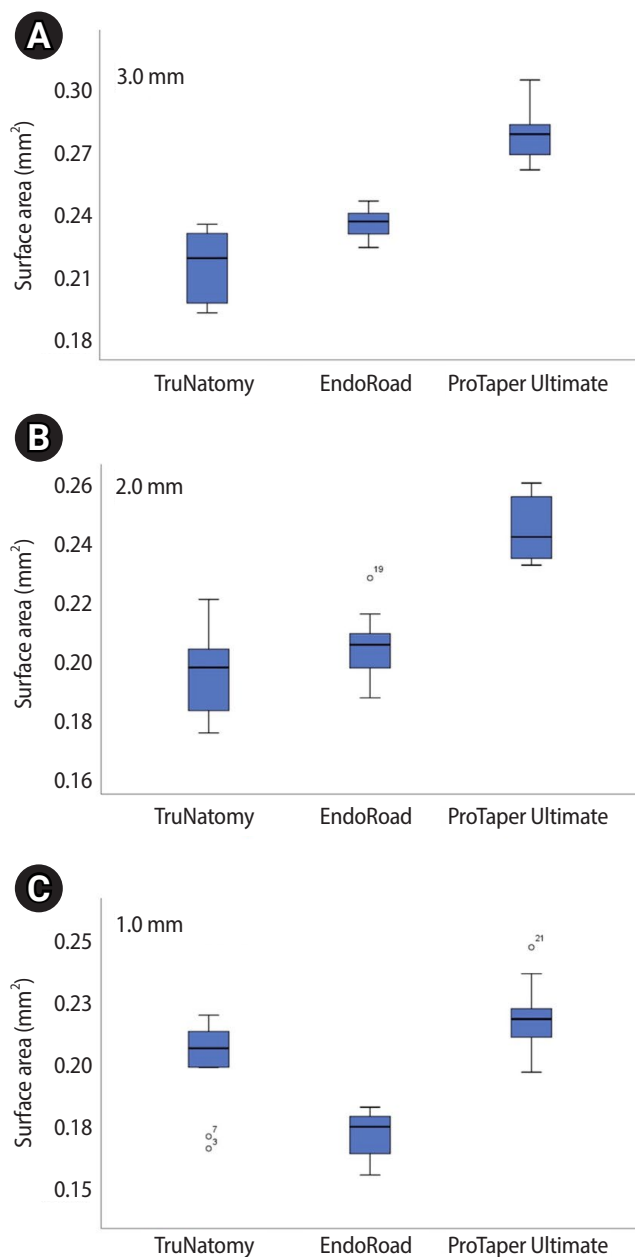 A
3.0 mm
Surface area (mm²)
0.30
0.27
0.24
0.21
0.18
TruNatomy EndoRoad ProTaper Ultimate
B
2.0 mm
Surface area (mm²)
0.26
0.24
0.22
0.20
0.18
0.16
19
TruNatomy EndoRoad ProTaper Ultimate
C
1.0 mm
Surface area (mm²)
0.25
0.23
0.20
0.18
0.15
21
7
3
TruNatomy EndoRoad ProTaper Ultimate